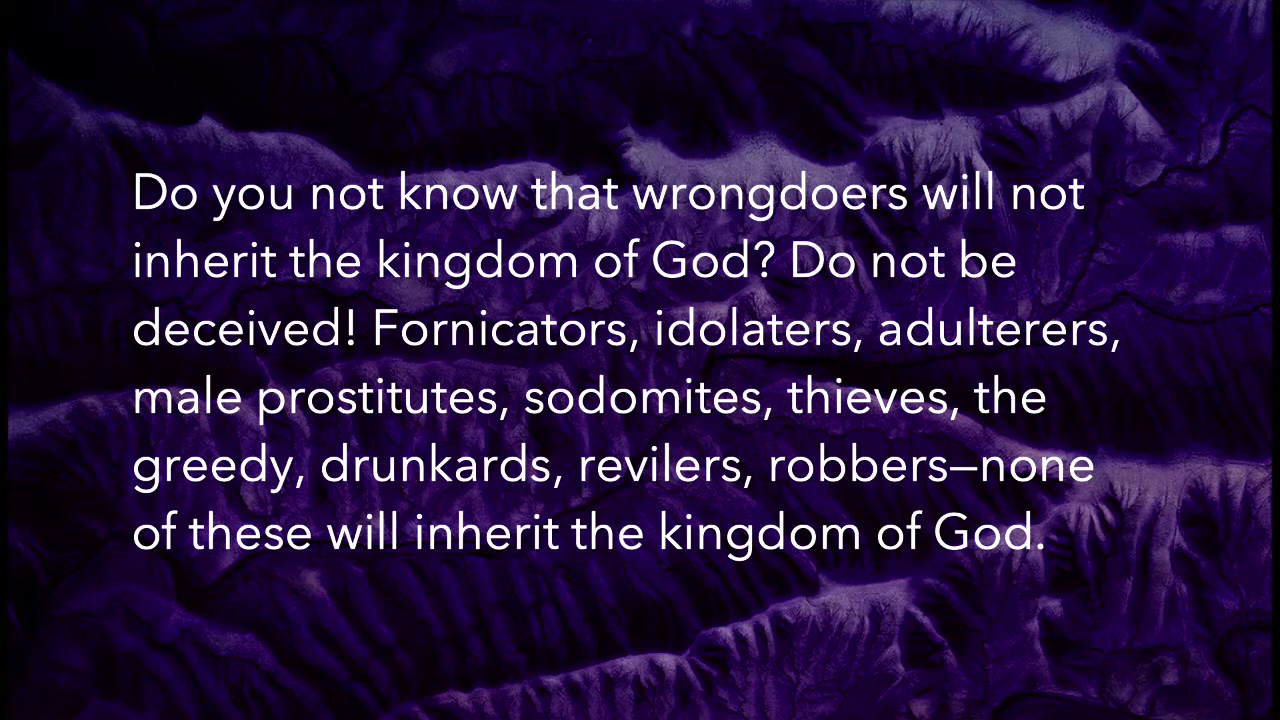 Do you not know that wrongdoers will not
inherit the kingdom of God? Do not be
deceived! Fornicators, idolaters, adulterers,
male prostitutes, sodomites, thieves, the
greedy, drunkards, revilers, robbers—none
of these will inherit the kingdom of God.